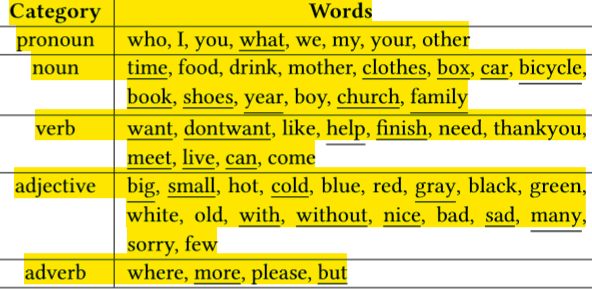 Category Words
pronoun who, I, you, what, we, my, your, other
noun time, food, drink, mother, clothes, box, car, bicycle,
book, shoes, year, boy, church, family
verb want, dontwant, like, help, finish, need, thankyou,
meet, live, can, come
adjective big, small, hot, cold, blue, red, gray, black, green,
white, old, with, without, nice, bad, sad, many,
sorry, few
adverb where, more, please, but